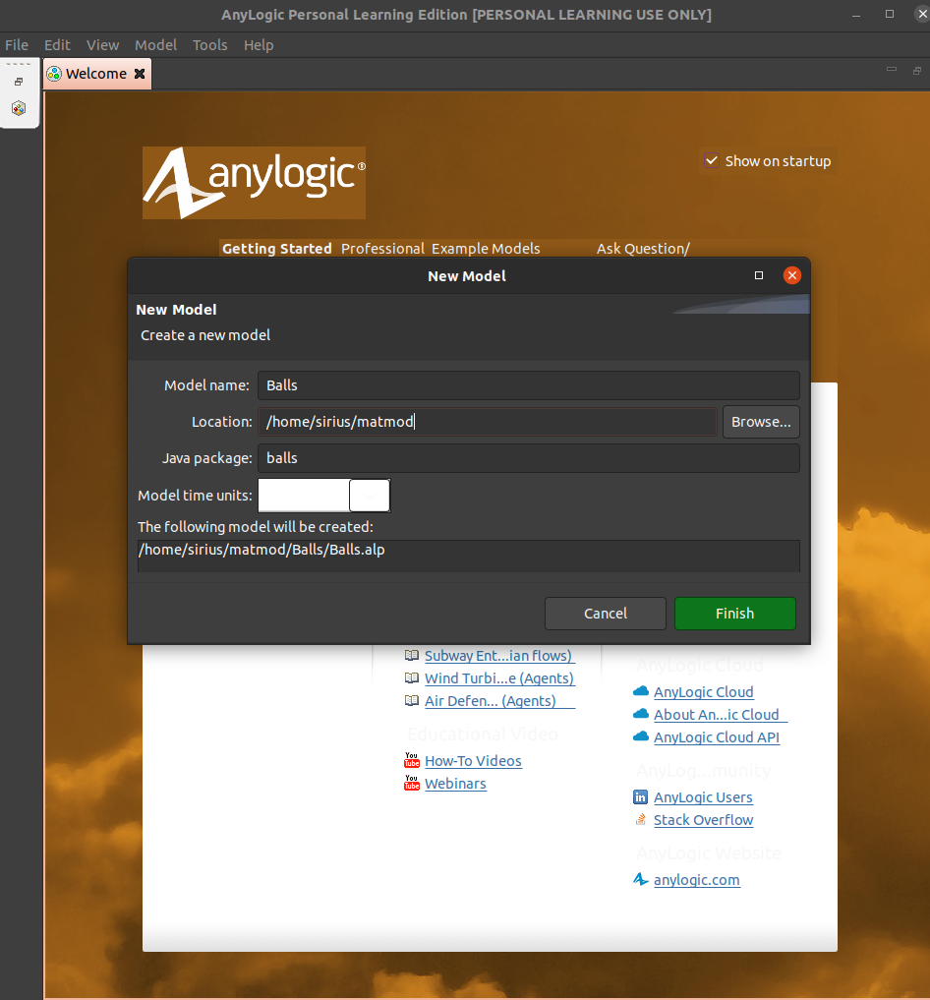 AnyLogic Personal Learning Edition [PERSONAL LEARNING USE ONLY]
File Edit View Model Tools Help
Welcome
anylogic®
Show on startup
Getting Started Professional Example Models Ask Question/
New Model
New Model
Create a new model
Model name: Balls
Location: /home/sirius/matmod Browse...
Java package: balls
Model time units:
The following model will be created:
/home/sirius/matmod/Balls/Balls.alp
Cancel Finish
Subway Ent...ian flows)
Wind Turbi...e (Agents)
Air Defen... (Agents)
Educational Video
You Tube How-To Videos
You Tube Webinars
AnyLogic Cloud
AnyLogic Cloud
About An...ic Cloud
AnyLogic Cloud API
AnyLog...munity
in AnyLogic Users
Stack Overflow
AnyLogic Website
anylogic.com